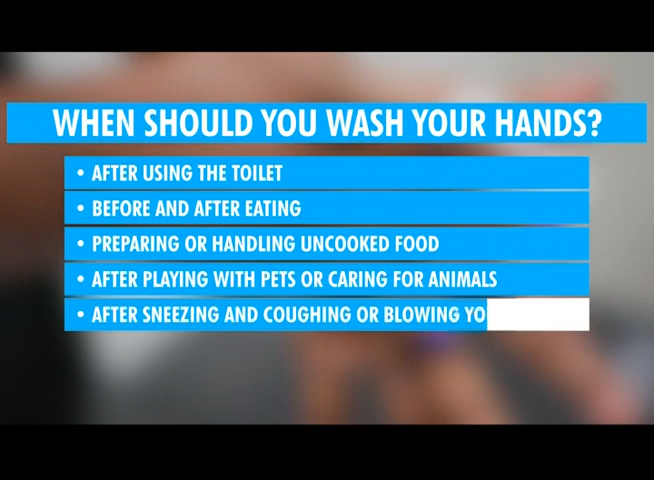 WHEN SHOULD YOU WASH YOUR HANDS?
• AFTER USING THE TOILET
• BEFORE AND AFTER EATING
• PREPARING OR HANDLING UNCOOKED FOOD
• AFTER PLAYING WITH PETS OR CARING FOR ANIMALS
• AFTER SNEEZING AND COUGHING OR BLOWING YO